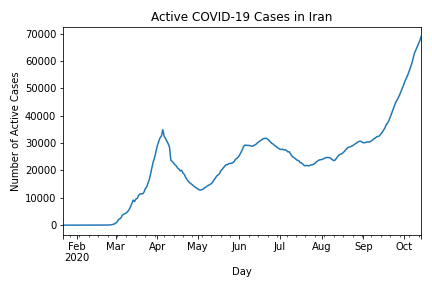 Active COVID-19 Cases in Iran
Number of Active Cases
70000
60000
50000
40000
30000
20000
10000
0
Feb Mar Apr May Jun Jul Aug Sep Oct
2020
Day